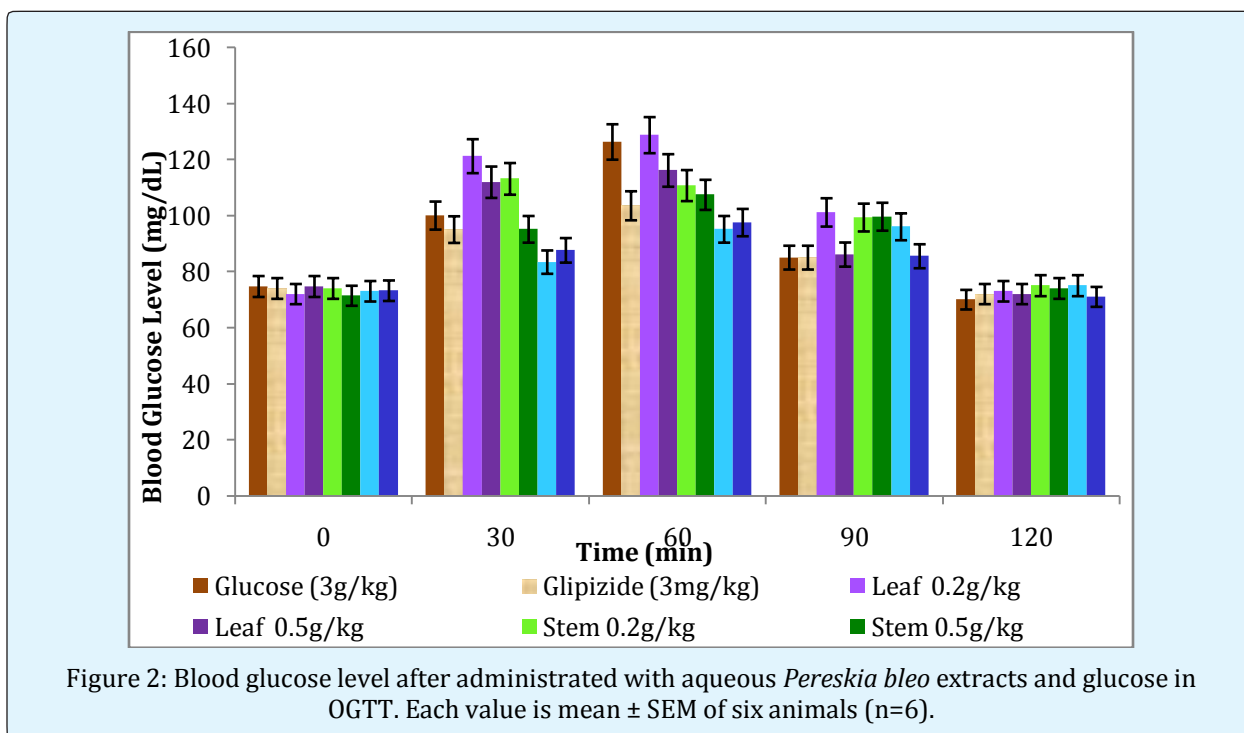 160
140
120
100
80
60
40
20
0
Blood Glucose Level (mg/dL)
0 30 60 90 120
Time (min)
Glucose (3g/kg) Glipizide (3mg/kg) Leaf 0.2g/kg
Leaf 0.5g/kg Stem 0.2g/kg Stem 0.5g/kg
Figure 2: Blood glucose level after administrated with aqueous Pereskia bleo extracts and glucose in
OGTT. Each value is mean ± SEM of six animals (n=6).